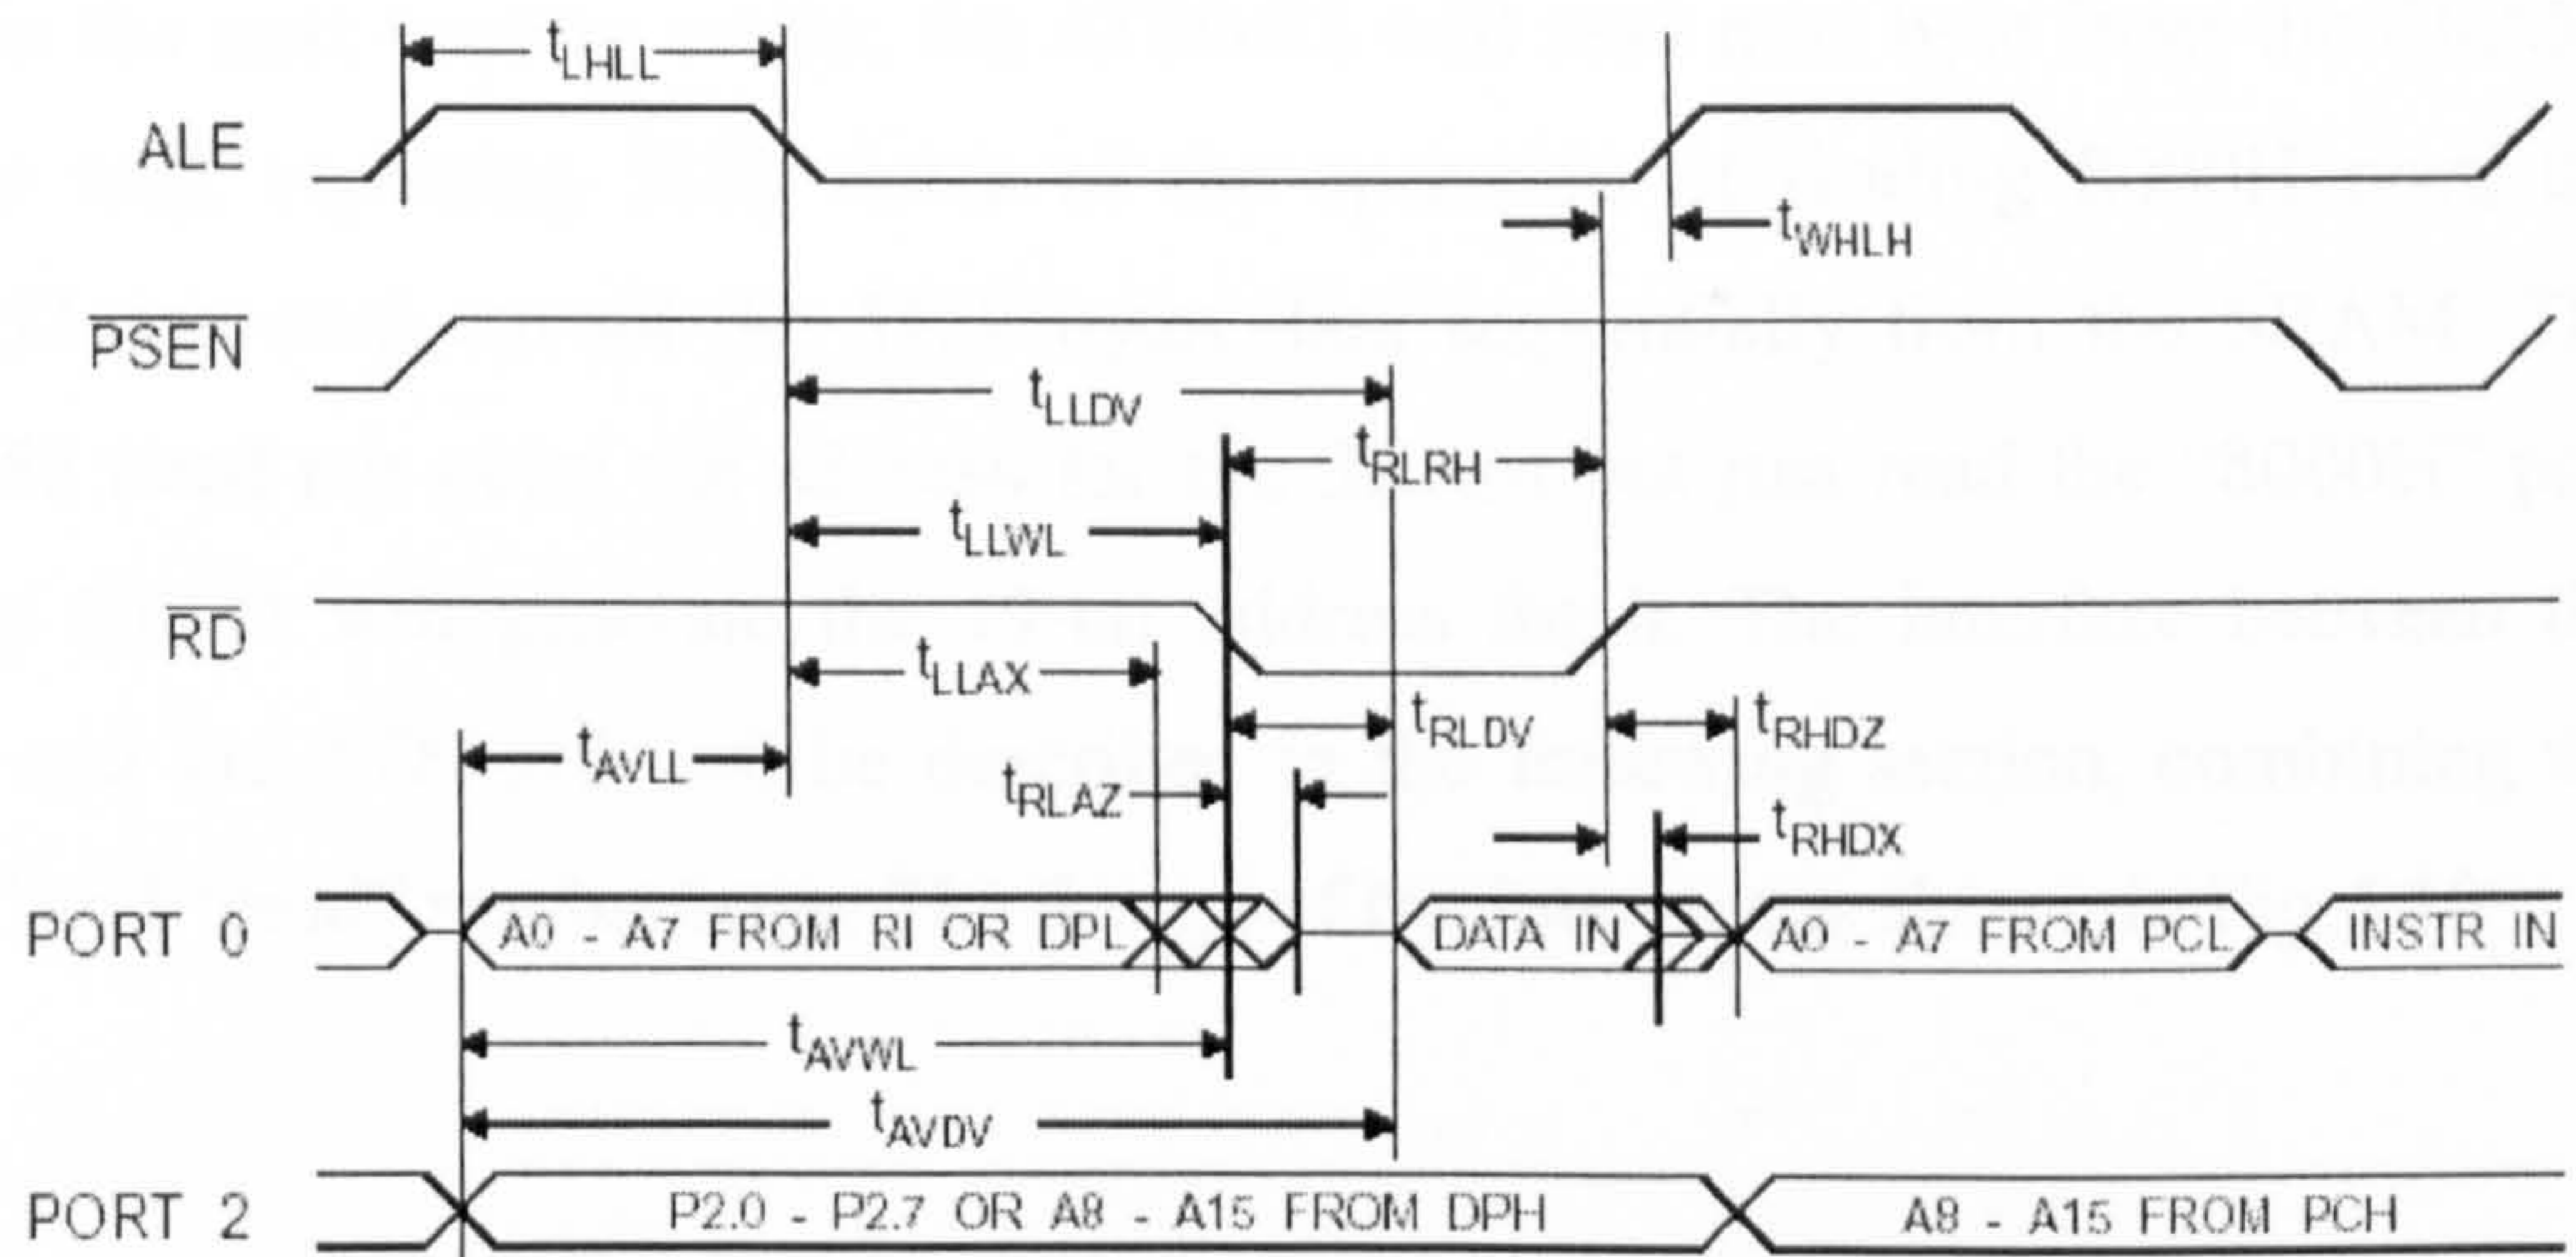 tLHLL
ALE
tWHLH
PSEN
tLLDV
tRLRH
tLLWL
RD
tLLAX
tRLDV
tRHDZ
tAVLL
tRLAZ
tRHDX
PORT 0 A0 - A7 FROM RI OR DPL DATA IN A0 - A7 FROM PCL INSTR IN
tAVWL
tAVDV
PORT 2 P2.0 - P2.7 OR A8 - A15 FROM DPH A8 - A15 FROM PCH